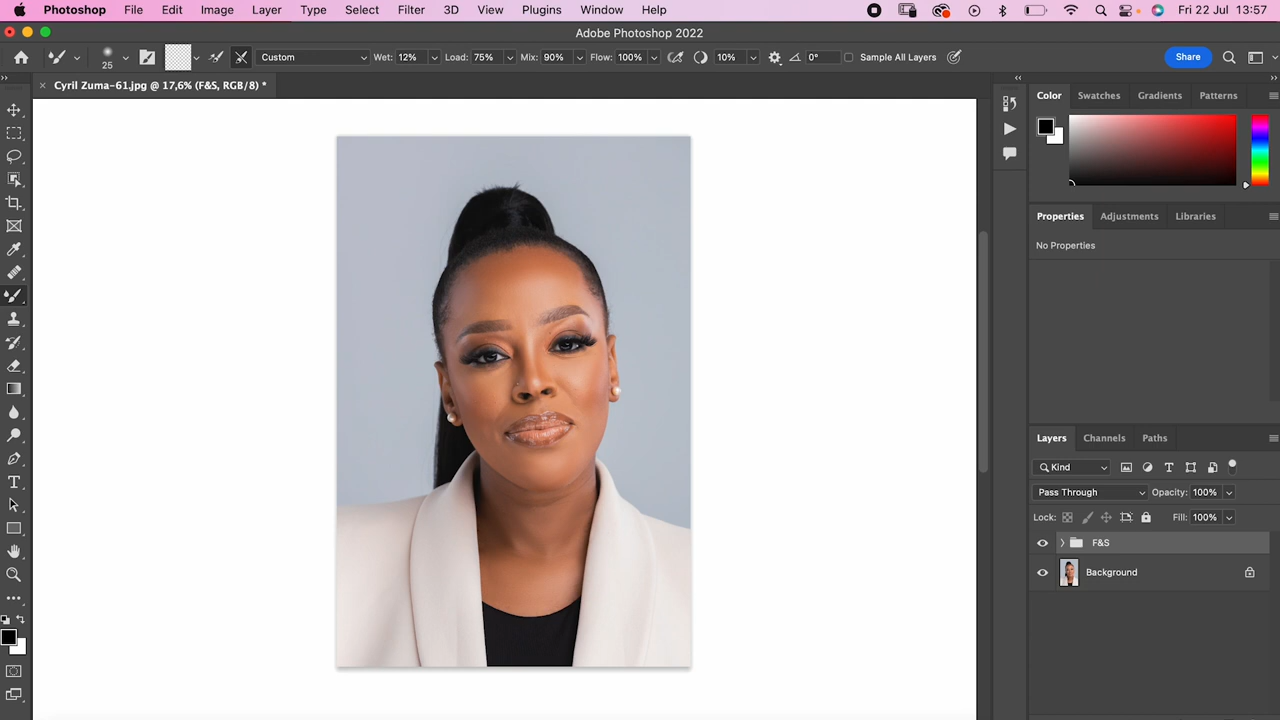 Photoshop File Edit Image Layer Type Select Filter 3D View Plugins Window Help Fri 22 Jul 13:57
Adobe Photoshop 2022
25 Custom Wet: 12% Load: 75% Mix: 90% Flow: 100% 10% 0° Sample All Layers Share
Cyril Zuma-61.jpg @ 17,6% (F&S, RGB/8) *
Color Swatches Gradients Patterns
Properties Adjustments Libraries
No Properties
Layers Channels Paths
Kind
Pass Through Opacity: 100%
Lock: Fill: 100%
F&S
Background